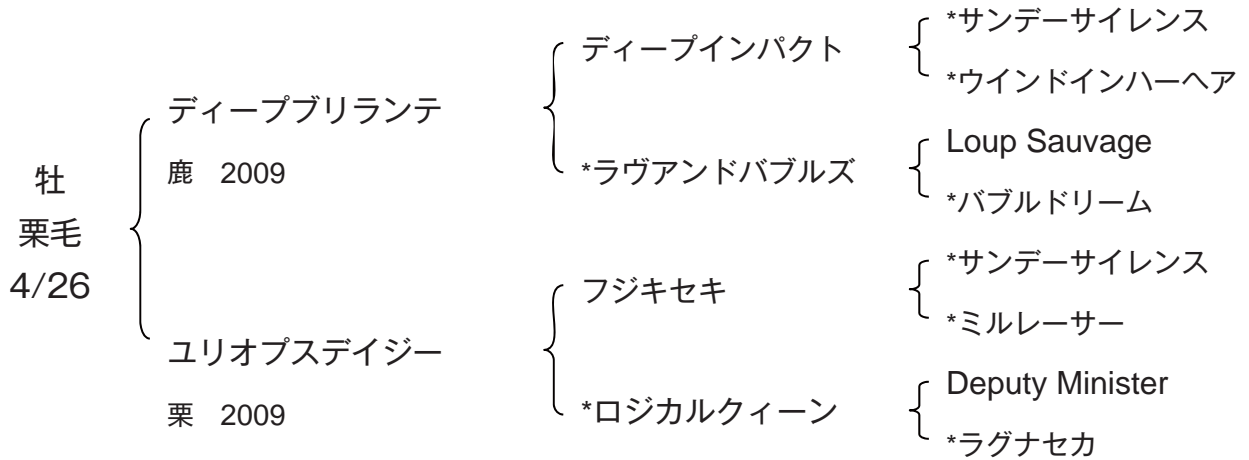 牡
栗毛
4/26
ディープブリランテ
鹿 2009
ユリオプスデイジー
栗 2009
ディープインパクト
*ラヴアンドバブルズ
フジキセキ
*ロジカルクィーン
*サンデーサイレンス
*ウインドインハーヘア
Loup Sauvage
*バブルドリーム
*サンデーサイレンス
*ミルレーサー
Deputy Minister
*ラグナセカ